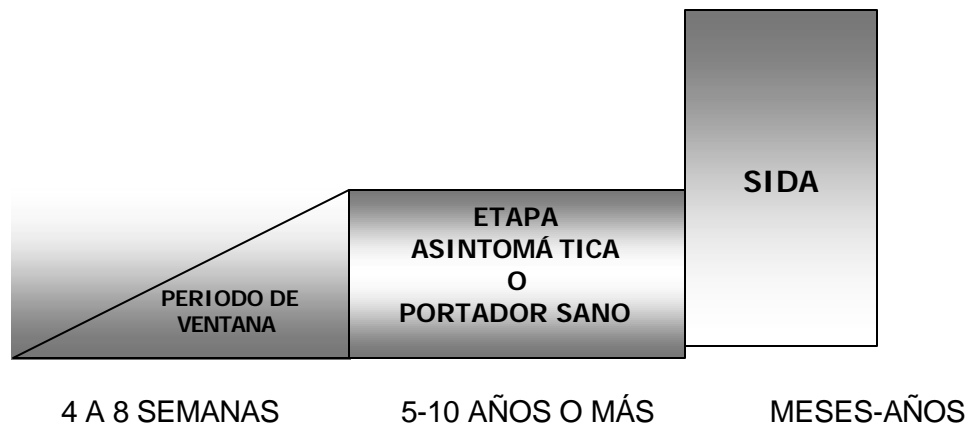 SIDA
ETAPA
ASINTOMÁ TICA
O
PORTADOR SANO
PERIODO DE
VENTANA
4 A 8 SEMANAS
5-10 AÑOS O MÁS
MESES-AÑOS